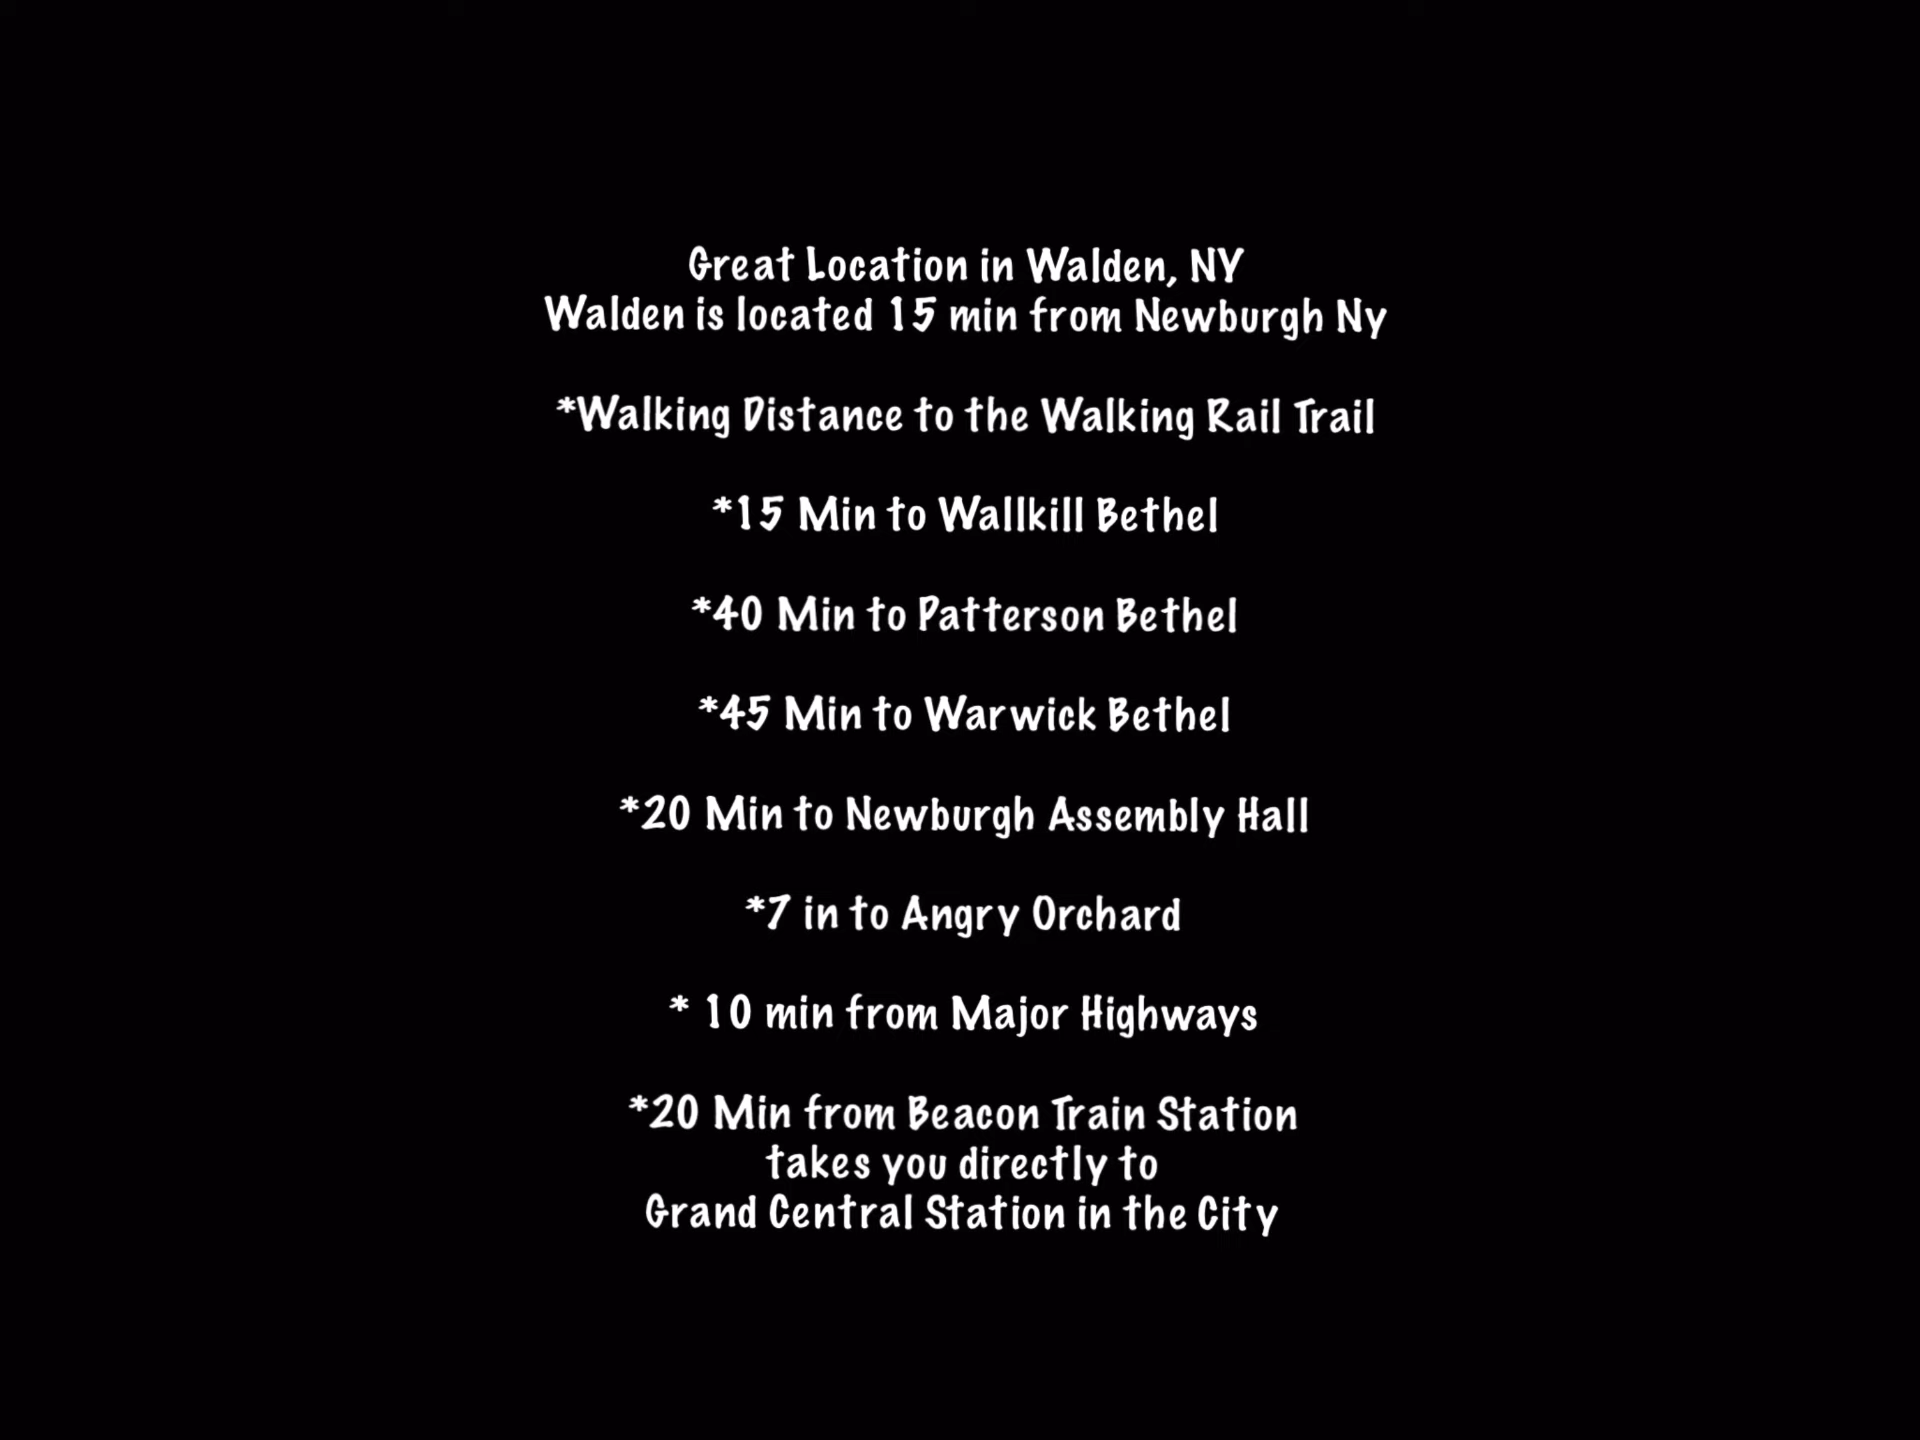 Great Location in Walden, NY
Walden is located 15 min from Newburgh Ny
*Walking Distance to the Walking Rail Trail
*15 Min to Wallkill Bethel
*40 Min to Patterson Bethel
*45 Min to Warwick Bethel
*20 Min to Newburgh Assembly Hall
*7 in to Angry Orchard
* 10 min from Major Highways
*20 Min from Beacon Train Station
takes you directly to
Grand Central Station in the City